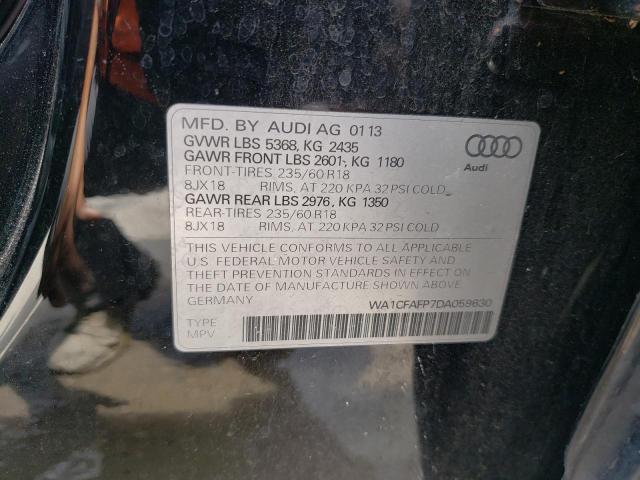 MFD. BY AUDI AG 01 13
GVWR LBS 5368, KG 2435
GAWR FRONT LBS 2601-, KG 1180
FRONT-TIRES 235/60 R18
8JX18 RIMS, AT 220 KPA 32 PSI COLD
GAWR REAR LBS 2976, KG 1350
REAR-TIRES 235/60 R18
8JX18 RIMS, AT 220 KPA 32 PSI COLD
Audi
THIS VEHICLE CONFORMS TO ALL APPLICABLE
U.S. FEDERAL MOTOR VEHICLE SAFETY AND
THEFT PREVENTION STANDARDS IN EFFECT ON
THE DATE OF MANUFACTURE SHOWN ABOVE
GERMANY
WA1CFAFP7DA059630
TYPE
MPV